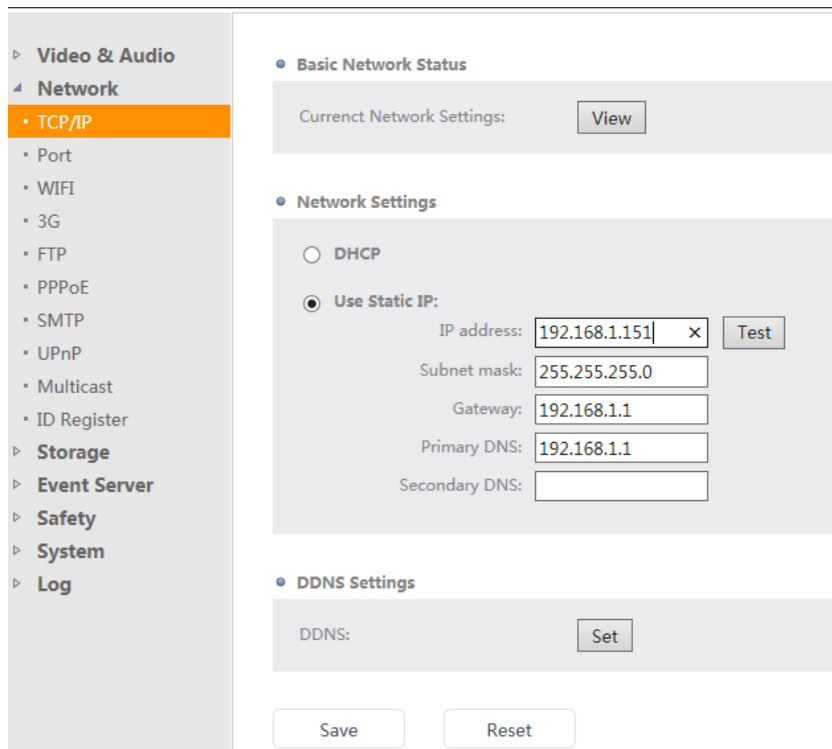 Video & Audio
Network
TCP/IP
Port
WIFI
3G
FTP
PPPoE
SMTP
UPnP
Multicast
ID Register
Storage
Event Server
Safety
System
Log
Basic Network Status
Currenct Network Settings: View
Network Settings
DHCP
Use Static IP:
IP address: 192.168.1.151 × Test
Subnet mask: 255.255.255.0
Gateway: 192.168.1.1
Primary DNS: 192.168.1.1
Secondary DNS:
DDNS Settings
DDNS: Set
Save Reset